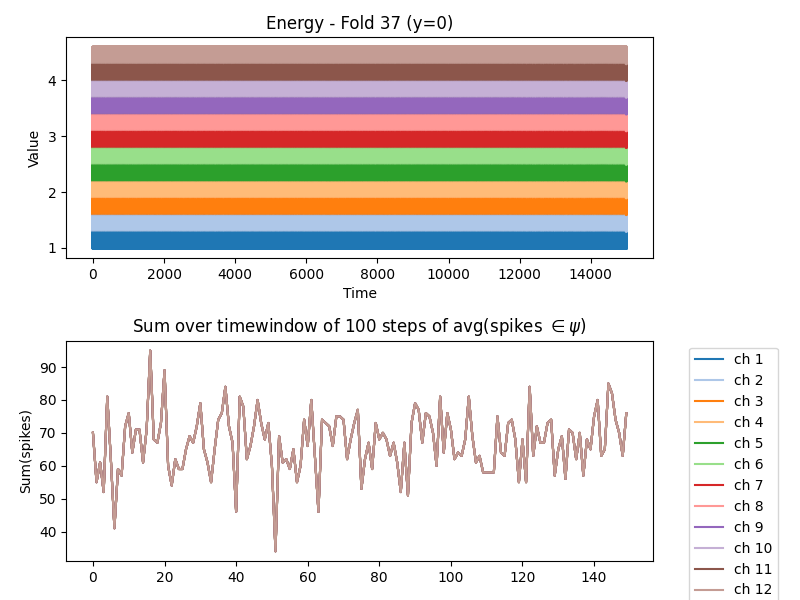 Energy - Fold 37 (y=0)
Value
4
3
2
1
0 2000 4000 6000 8000 10000 12000 14000
Time
Sum over timewindow of 100 steps of avg(spikes ∈ ψ)
Sum(spikes)
90
80
70
60
50
40
0 20 40 60 80 100 120 140
ch 1
ch 2
ch 3
ch 4
ch 5
ch 6
ch 7
ch 8
ch 9
ch 10
ch 11
ch 12